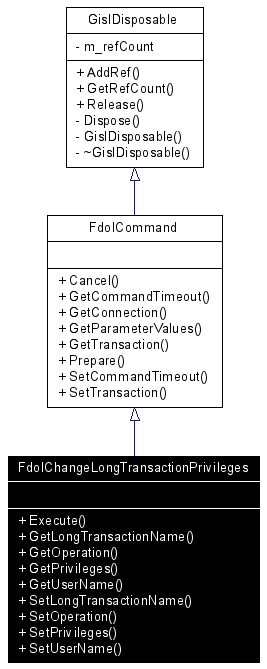 GisIDisposable
- m_refCount
+ AddRef()
+ GetRefCount()
+ Release()
- Dispose()
- GisIDisposable()
- ~GisIDisposable()
FdoICommand
+ Cancel()
+ GetCommandTimeout()
+ GetConnection()
+ GetParameterValues()
+ GetTransaction()
+ Prepare()
+ SetCommandTimeout()
+ SetTransaction()
FdoIChangeLongTransactionPrivileges
+ Execute()
+ GetLongTransactionName()
+ GetOperation()
+ GetPrivileges()
+ GetUserName()
+ SetLongTransactionName()
+ SetOperation()
+ SetPrivileges()
+ SetUserName()